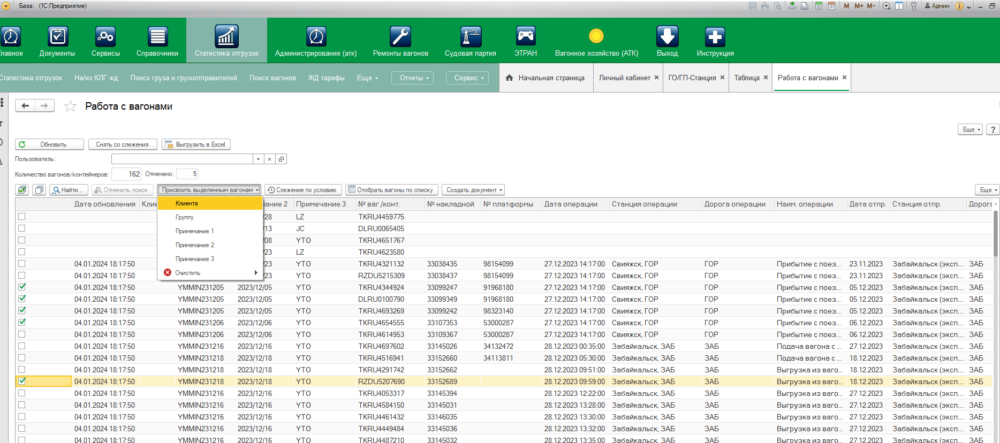 База: (1С:Предприятие)
M M+ M- Админ
лавное Документы Сервисы Справочники Статистика отгрузок Администрирование (атк) Ремонты вагонов Судовая партия ЭТРАН Вагонное хозяйство (АТК) Выход Инструкция
Статистика отгрузок На/из КЛГ жд Поиск груза и грузоотправителей Поиск вагонов ЖД тарифы Еще Отчеты Сервис Начальная страница Личный кабинет × ГО/ГП-Станция × Таблица × Работа с вагонами ×
Работа с вагонами
Еще ?
Обновить Снять со слежения Выгрузить в Excel
Пользователь:
Количество вагонов/контейнеров: 162 Отмечено: 5
Найти... Отменить поиск Присвоить выделенным вагонам Слежение по условию Отобрать вагоны по списку Создать документ Еще
Дата обновления Клие ание 2 Примечание 3 № ваг./конт. № накладной № платформы Дата операции Станция операции Дорога операции Наим. операции Дата отпр. Станция отпр. Дорога
Клиента
Группу
Примечание 1
Примечание 2
Примечание 3
Очистить
/28 LZ TKRU4459775
/13 JC DLRU0065405
/08 YTO TKRU4651767
/23 LZ TKRU4623580
04.01.2024 18:17:50 /23 YTO TKRU4321132 33038435 98154099 27.12.2023 14:17:00 Свияжск, ГОР ГОР Прибытие с поез... 23.11.2023 Забайкальск (эксп.... ЗАБ
04.01.2024 18:17:50 /23 YTO RZDU5215309 33038437 98154099 27.12.2023 14:17:00 Свияжск, ГОР ГОР Прибытие с поез... 23.11.2023 Забайкальск (эксп.... ЗАБ
04.01.2024 18:17:50 YMMIN231205 2023/12/05 YTO TKRU4344924 33099247 91968180 27.12.2023 14:17:00 Свияжск, ГОР ГОР Прибытие с поез... 05.12.2023 Забайкальск (эксп.... ЗАБ
04.01.2024 18:17:50 YMMIN231205 2023/12/05 YTO DLRU0100790 33099349 91968180 27.12.2023 14:17:00 Свияжск, ГОР ГОР Прибытие с поез... 05.12.2023 Забайкальск (эксп.... ЗАБ
04.01.2024 18:17:50 YMMIN231205 2023/12/05 YTO TKRU4693269 33099242 98323140 27.12.2023 14:17:00 Свияжск, ГОР ГОР Прибытие с поез... 05.12.2023 Забайкальск (эксп.... ЗАБ
04.01.2024 18:17:50 YMMIN231206 2023/12/06 YTO TKRU4654555 33107353 53000287 27.12.2023 14:17:00 Свияжск, ГОР ГОР Прибытие с поез... 06.12.2023 Забайкальск (эксп.... ЗАБ
04.01.2024 18:17:50 YMMIN231206 2023/12/06 YTO TKRU4614953 33109367 53000287 27.12.2023 14:17:00 Свияжск, ГОР ГОР Прибытие с поез... 06.12.2023 Забайкальск (эксп.... ЗАБ
04.01.2024 18:17:50 YMMIN231216 2023/12/16 YTO TKRU4697602 33145026 34132472 28.12.2023 00:35:00 Забайкальск, ЗАБ ЗАБ Подача вагона с ... 27.12.2023 Забайкальск (эксп.... ЗАБ
04.01.2024 18:17:50 YMMIN231218 2023/12/18 YTO TKRU4516941 33152660 34113811 28.12.2023 05:30:00 Забайкальск, ЗАБ ЗАБ Подача вагона с ... 18.12.2023 Забайкальск (эксп.... ЗАБ
04.01.2024 18:17:50 YMMIN231218 2023/12/18 YTO TKRU4291742 33152662 28.12.2023 09:51:00 Забайкальск, ЗАБ ЗАБ Выгрузка из ваго... 18.12.2023 Забайкальск (эксп.... ЗАБ
04.01.2024 18:17:50 YMMIN231218 2023/12/18 YTO RZDU5207690 33152689 28.12.2023 09:59:00 Забайкальск, ЗАБ ЗАБ Выгрузка из ваго... 18.12.2023 Забайкальск (эксп.... ЗАБ
04.01.2024 18:17:50 YMMIN231216 2023/12/16 YTO TKRU4053317 33145394 28.12.2023 12:22:00 Забайкальск, ЗАБ ЗАБ Выгрузка из ваго... 27.12.2023 Забайкальск (эксп.... ЗАБ
04.01.2024 18:17:50 YMMIN231216 2023/12/16 YTO TKRU4584150 33145031 28.12.2023 13:28:00 Забайкальск, ЗАБ ЗАБ Выгрузка из ваго... 27.12.2023 Забайкальск (эксп.... ЗАБ
04.01.2024 18:17:50 YMMIN231216 2023/12/16 YTO TKRU4461432 33146035 28.12.2023 13:30:00 Забайкальск, ЗАБ ЗАБ Выгрузка из ваго... 27.12.2023 Забайкальск (эксп.... ЗАБ
04.01.2024 18:17:50 YMMIN231216 2023/12/16 YTO TKRU4449484 33145036 28.12.2023 13:32:00 Забайкальск, ЗАБ ЗАБ Выгрузка из ваго... 27.12.2023 Забайкальск (эксп.... ЗАБ
04.01.2024 18:17:50 YMMIN231216 2023/12/16 YTO TKRU4487210 33145032 28.12.2023 13:35:00 Забайкальск, ЗАБ ЗАБ Выгрузка из ваго... 27.12.2023 Забайкальск (эксп.... ЗАБ